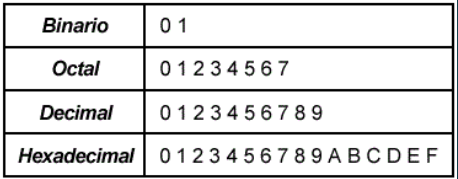 Binario 0 1
Octal 0 1 2 3 4 5 6 7
Decimal 0 1 2 3 4 5 6 7 8 9
Hexadecimal 0 1 2 3 4 5 6 7 8 9 A B C D E F